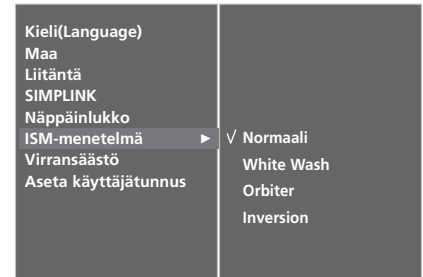 Kieli(Language)
Maa
Liitäntä
SIMPLINK
Näppäinlukko
ISM-menetelmä ►
Virransäästö
Aseta käyttäjätunnus
√ Normaali
White Wash
Orbiter
Inversion